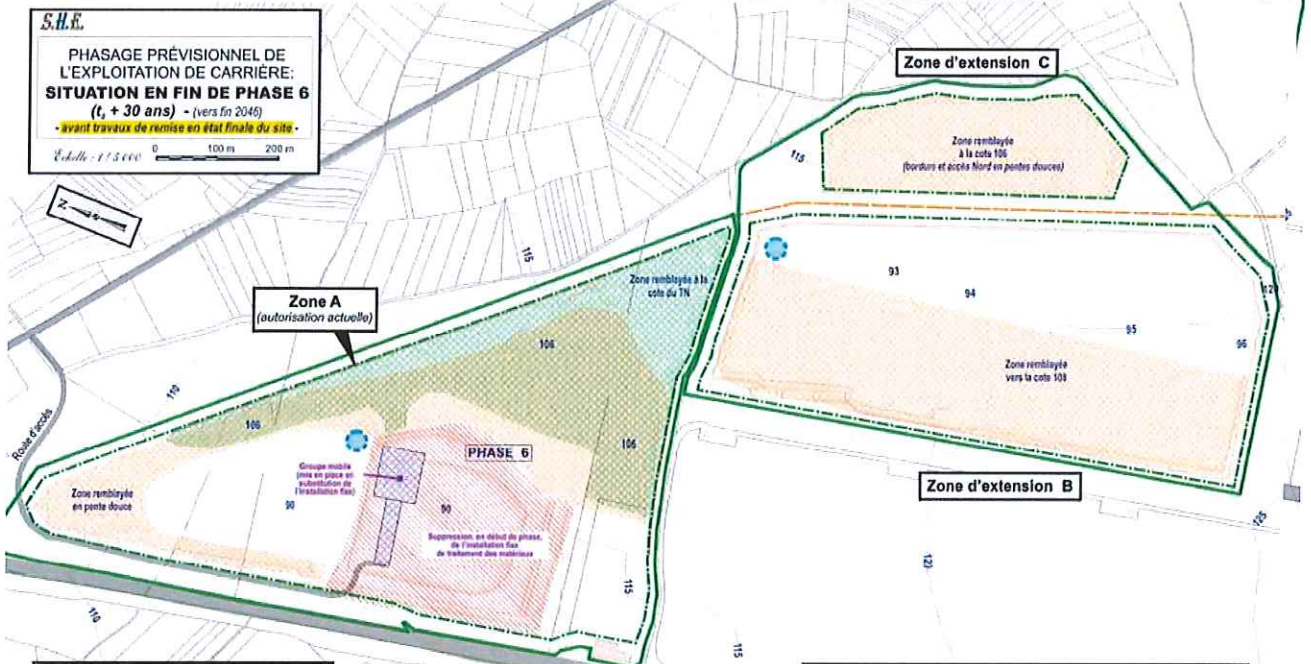 S.H.E.
PHASAGE PRÉVISIONNEL DE
L'EXPLOITATION DE CARRIÈRE:
SITUATION EN FIN DE PHASE 6
(t₀ + 30 ans) - (vers fin 2046)
- avant travaux de remise en état finale du site -
Echelle : 1 / 5 000
0 100 m 200 m
N
Zone d'extension C
Zone remblayée
à la cote 106
(bordure et accès Nord en pentes douces)
115
115
Zone remblayée à la
cote du TN
Zone A
(autorisation actuelle)
93
94
95
96
120
106
Zone remblayée
vers la cote 108
110
Route d'accès
106
106
PHASE 6
Groupe mobile
(mis en place en
substitution de
l'installation fixe)
Zone d'extension B
Zone remblayée
en pente douce
90
90
Suppression, en début de phase,
de l'installation fixe
de traitement des matériaux
125
115
110
115